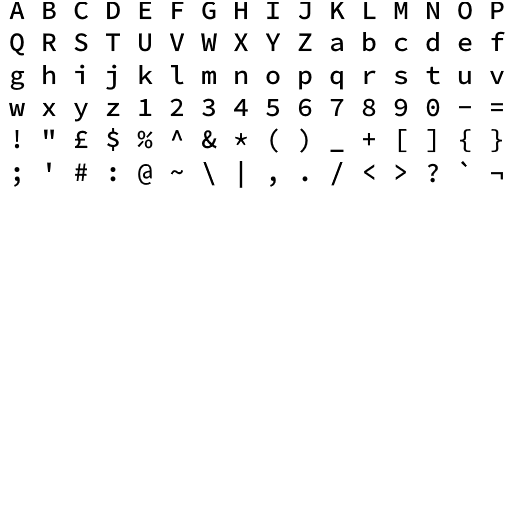 A B C D E F G H I J K L M N O P
Q R S T U V W X Y Z a b c d e f
g h i j k l m n o p q r s t u v
w x y z 1 2 3 4 5 6 7 8 9 0 - =
! " £ $ % ^ & * ( ) _ + [ ] { }
; ' # : @ ~ \ | , . / < > ? ` ¬